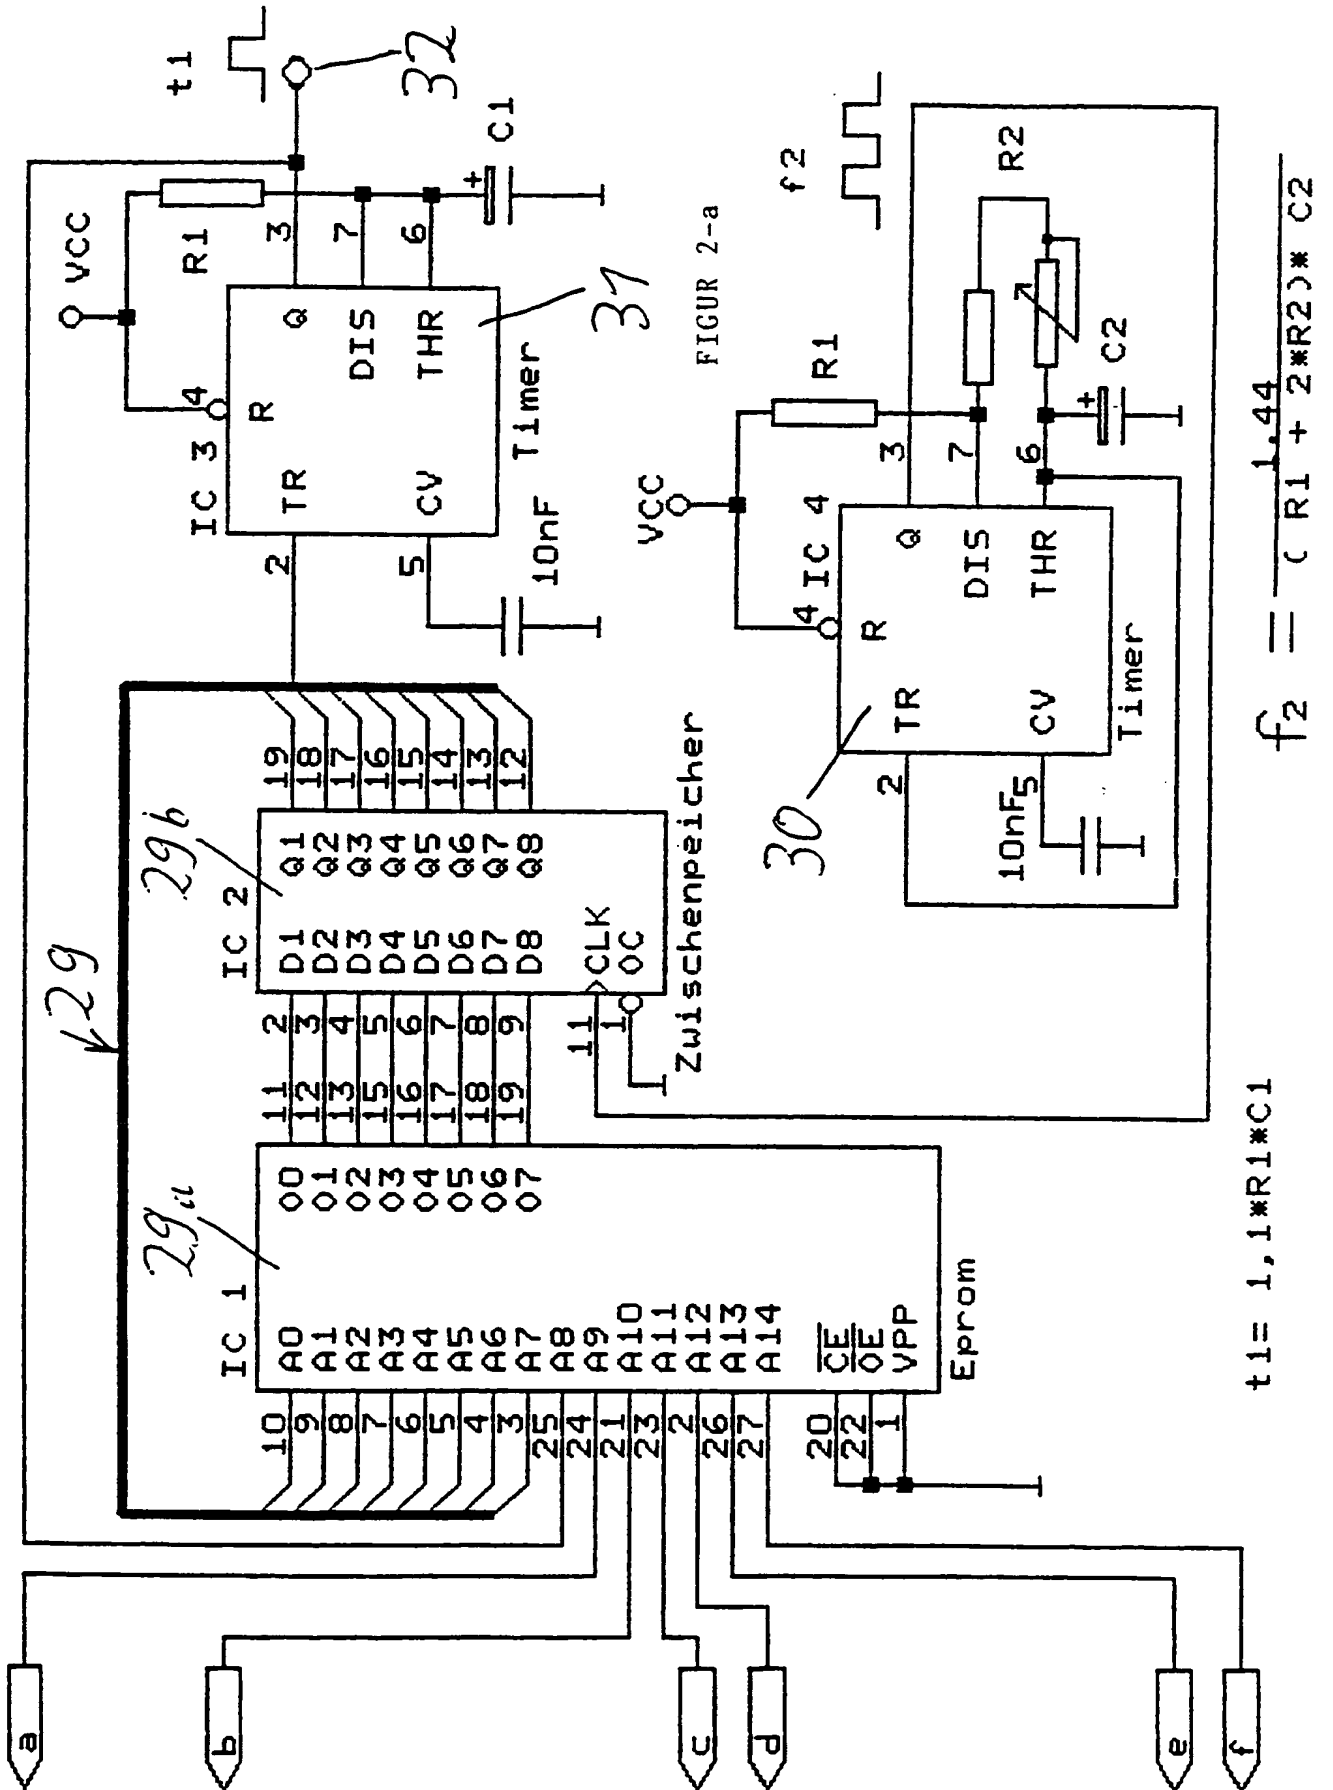 t1
32
VCC
R1
C1
3
7
6
4
IC 3
R
Q
TR
DIS
CV
THR
31
Timer
2
5
10nF
29
IC 2
29b
D1 Q1
D2 Q2
D3 Q3
D4 Q4
D5 Q5
D6 Q6
D7 Q7
D8 Q8
CLK
OC
2 19
3 18
4 17
5 16
6 15
7 14
8 13
9 12
11
1
Zwischenpeicher
IC 1
29a
A0 O0
A1 O1
A2 O2
A3 O3
A4 O4
A5 O5
A6 O6
A7 O7
A8
A9
A10
A11
A12
A13
A14
CE
OE
VPP
10 11
9 12
8 13
7 15
6 16
5 17
4 18
3 19
25
24
21
23
2
26
27
20
22
1
Eprom
a
b
c
d
e
f
FIGUR 2-a
f2
VCC
R1
R2
C2
3
7
6
4
IC 4
R
Q
TR
DIS
CV
THR
30
Timer
2
5
10nF
t1= 1,1*R1*C1
f2 = 1.44
( R1 + 2*R2)* C2